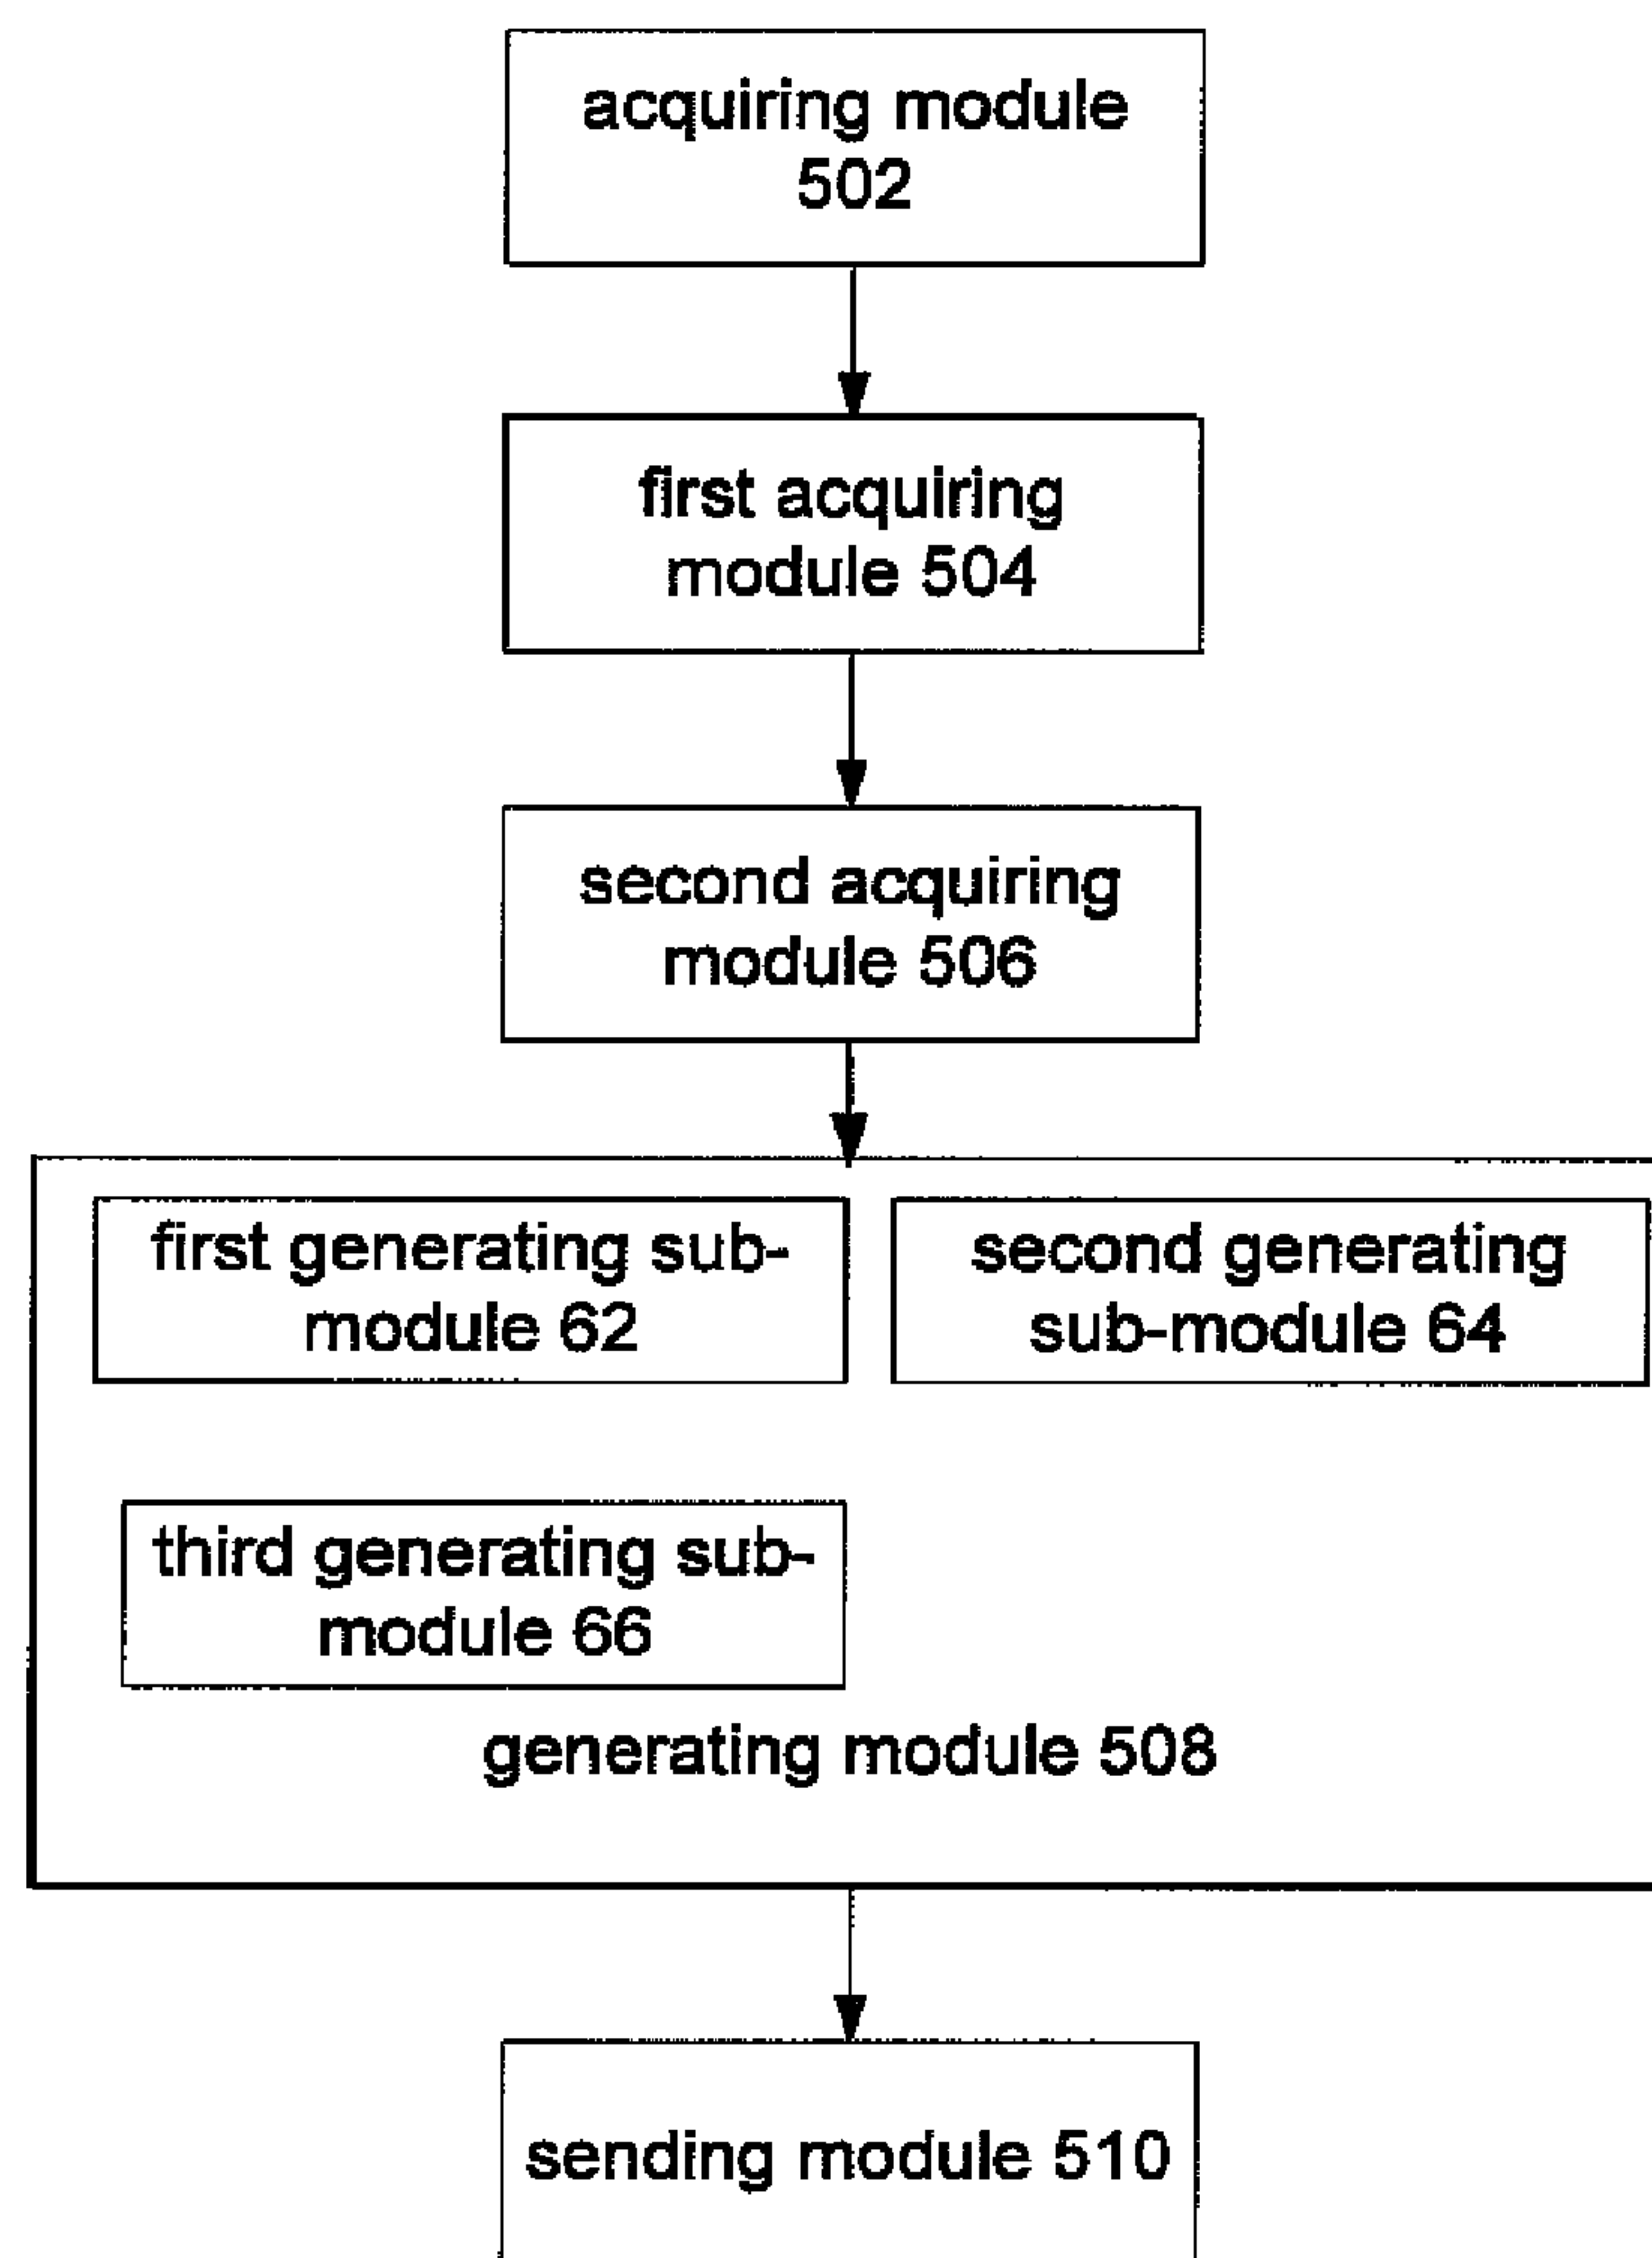 acquiring module
502
first acquiring
module 504
second acquiring
module 506
first generating sub-
module 62
second generating
sub-module 64
third generating sub-
module 66
generating module 508
sending module 510